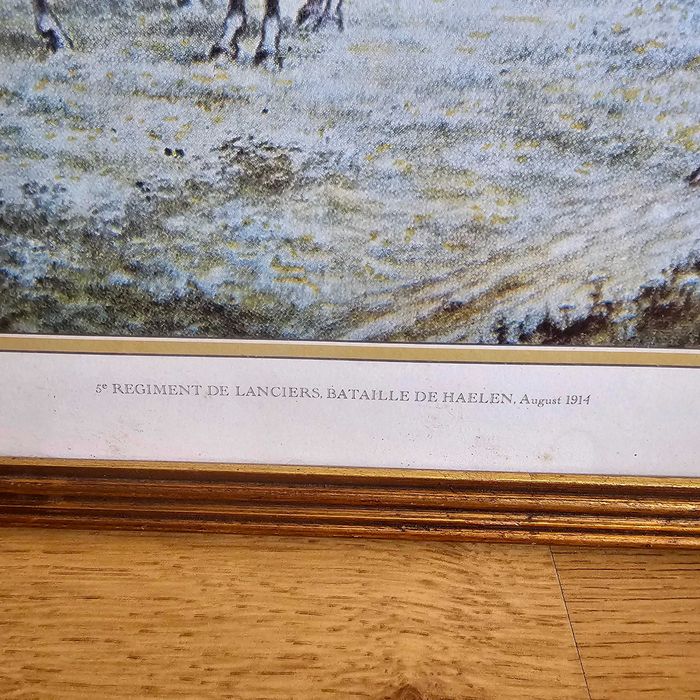 5e REGIMENT DE LANCIERS. BATAILLE DE HAELEN. August 1914